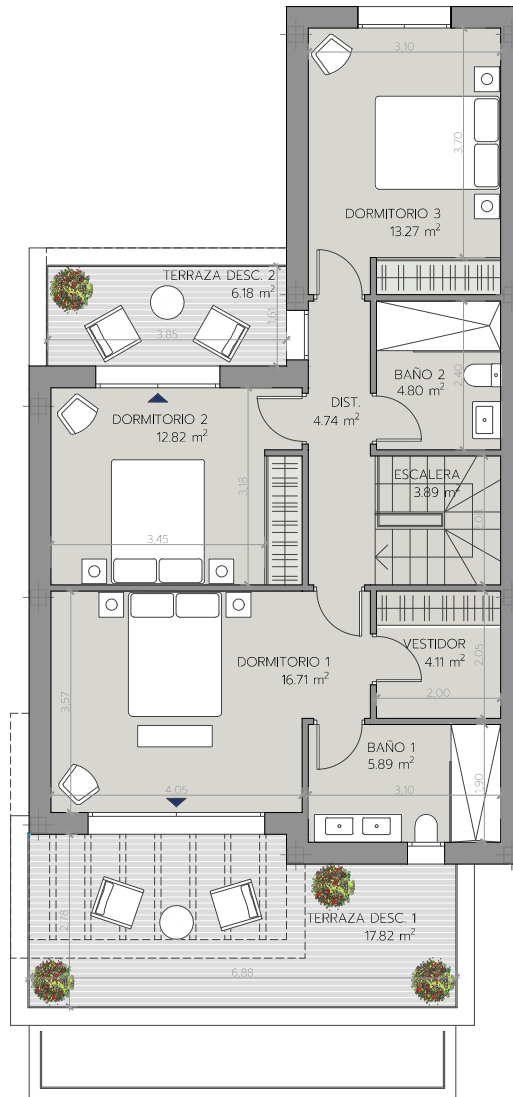 3,10
3,70
DORMITORIO 3
13.27 m²
TERRAZA DESC. 2
6.18 m²
1,61
3,85
BAÑO 2
4.80 m²
2,40
DIST.
4.74 m²
DORMITORIO 2
12.82 m²
3,18
3,45
ESCALERA
3.89 m²
2,05
DORMITORIO 1
16.71 m²
3,57
4,05
VESTIDOR
4.11 m²
2,05
2,00
BAÑO 1
5.89 m²
1,90
3,10
TERRAZA DESC. 1
17.82 m²
2,78
6,88